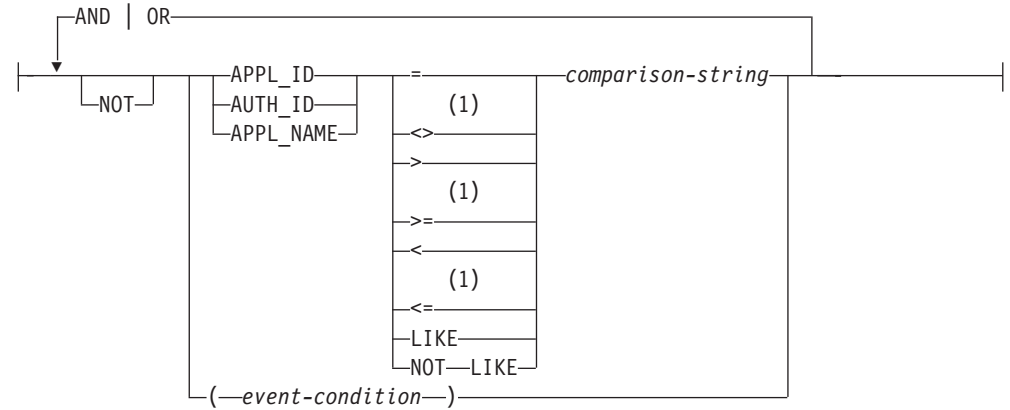 AND | OR
APPL_ID = comparison-string
NOT AUTH_ID (1)
APPL_NAME <>
>
(1)
>=
<
(1)
<=
LIKE
NOT LIKE
( event-condition )